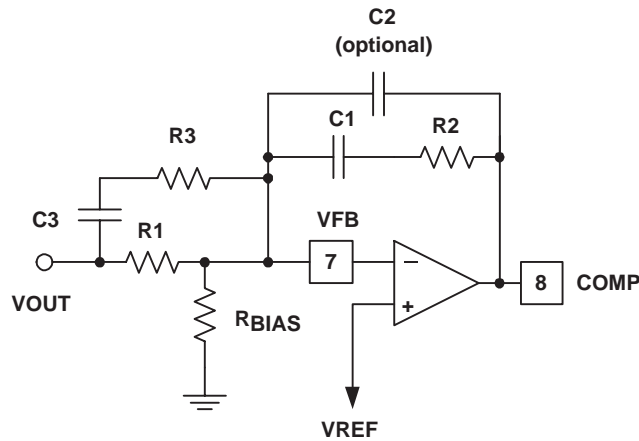 C2
(optional)
C1
R2
R3
C3
R1
VFB
7
VOUT
RBIAS
−
+
8
COMP
VREF